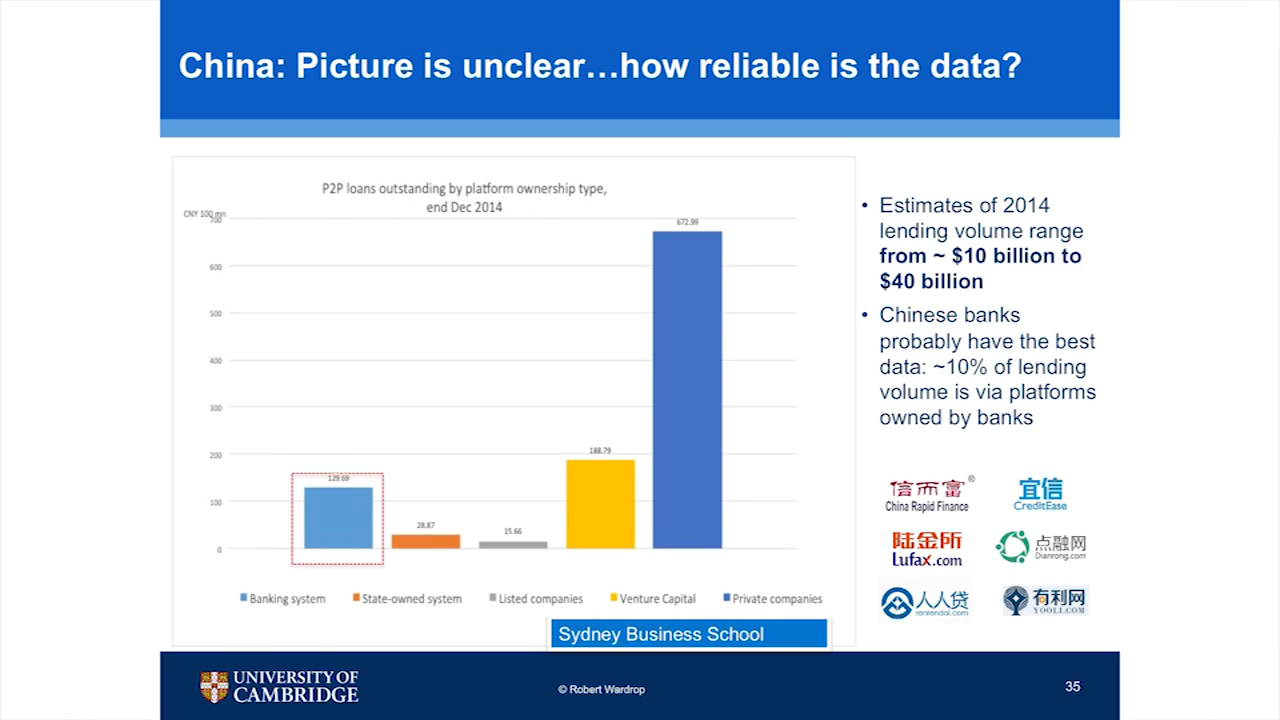 China: Picture is unclear…how reliable is the data?
P2P loans outstanding by platform ownership type,
end Dec 2014
CNY 100 mn
700
600
500
400
300
200
100
0
129.69
28.87
15.66
188.79
672.99
Banking system
State-owned system
Listed companies
Venture Capital
Private companies
Sydney Business School
• Estimates of 2014
lending volume range
from ~ $10 billion to
$40 billion
• Chinese banks
probably have the best
data: ~10% of lending
volume is via platforms
owned by banks
信而富®
China Rapid Finance
宜信
CreditEase
陆金所
Lufax.com
点融网
Dianrong.com
人人贷
renrendai.com
有利网
YOOLI.COM
UNIVERSITY OF
CAMBRIDGE
© Robert Wardrop
35